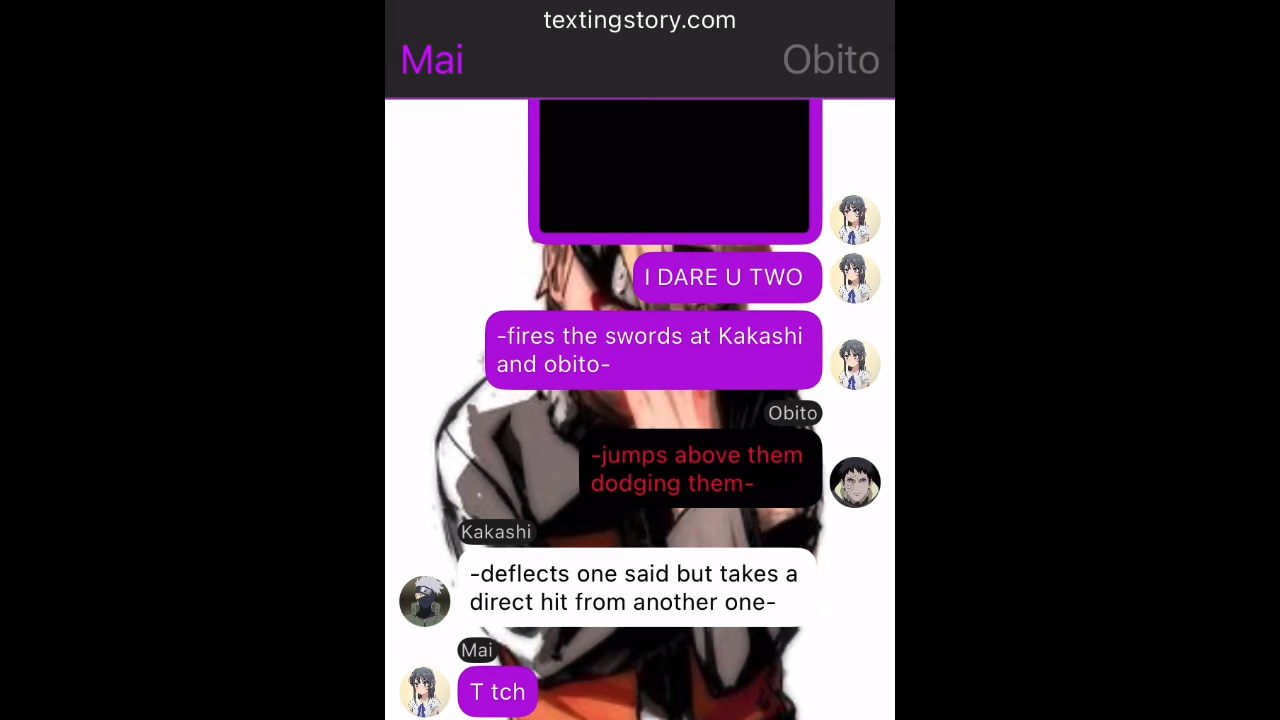 textingstory.com
Mai
Obito
I DARE U TWO
-fires the swords at Kakashi
and obito-
Obito
-jumps above them
dodging them-
Kakashi
-deflects one said but takes a
direct hit from another one-
Mai
T tch